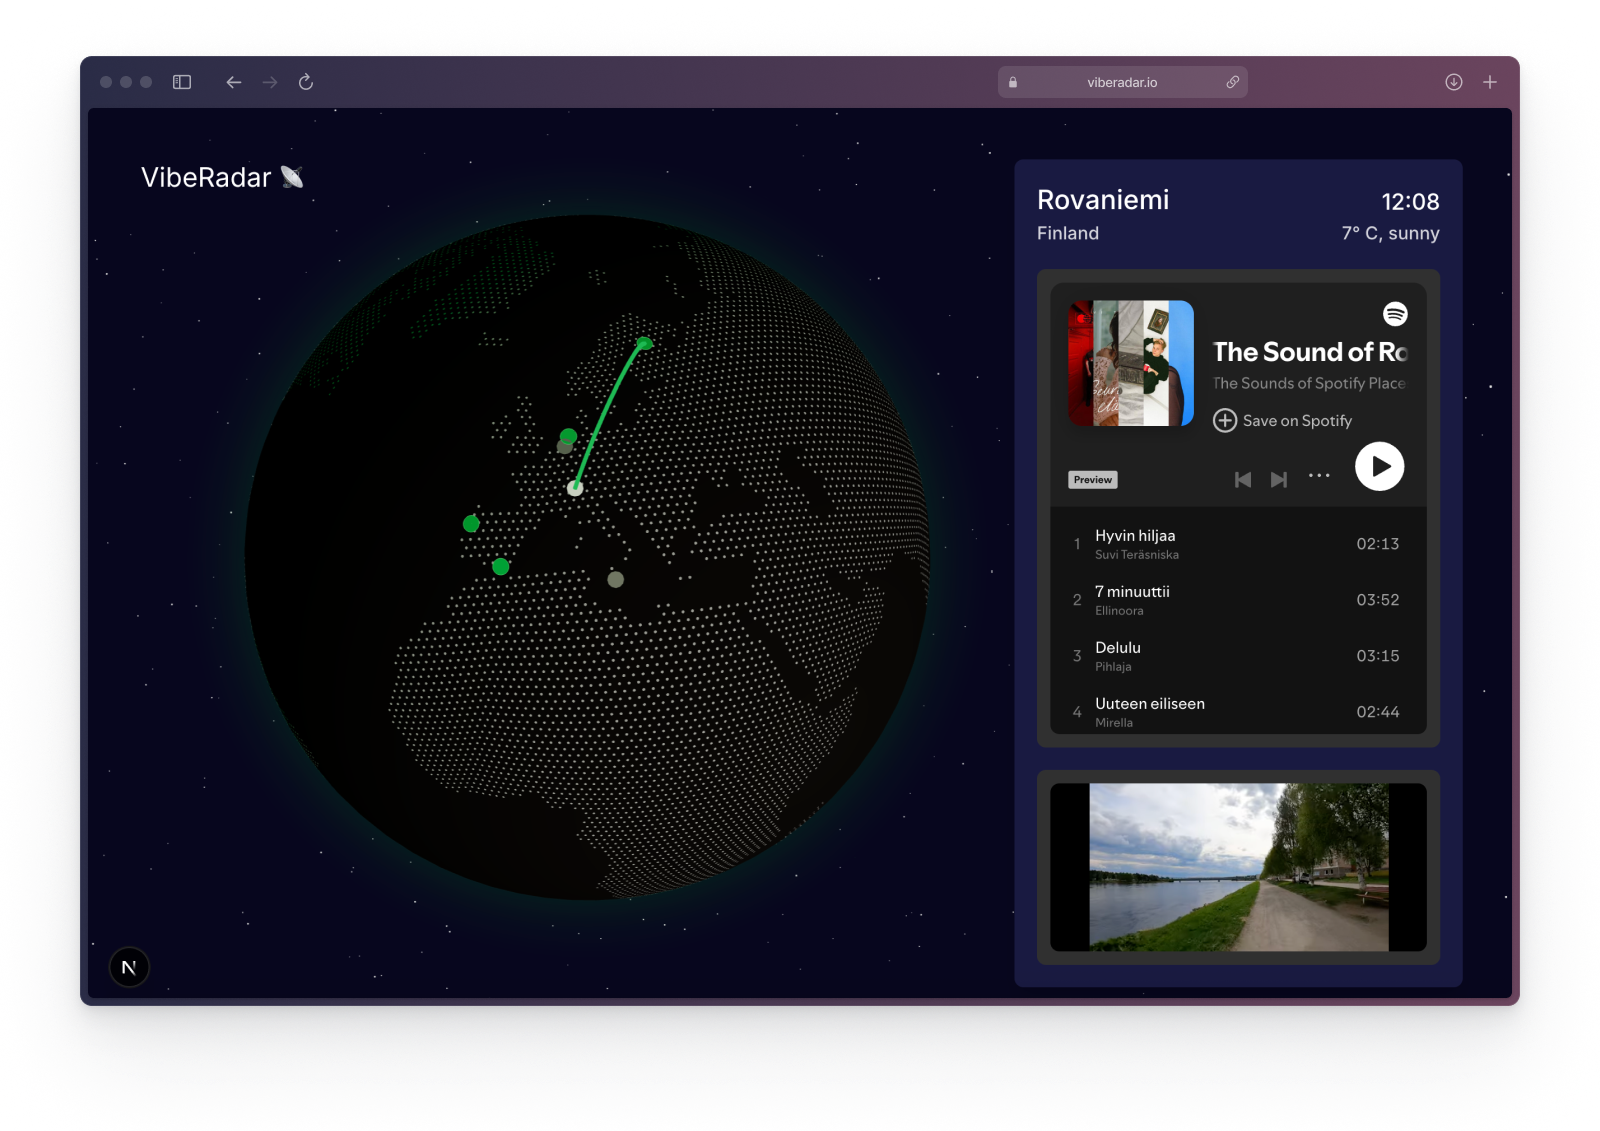 viberadar.io
VibeRadar
Rovaniemi
12:08
Finland
7° C, sunny
The Sound of Ro
The Sounds of Spotify Place
Save on Spotify
Preview
1 Hyvin hiljaa 02:13
Suvi Teräsniska
2 7 minuuttii 03:52
Ellinoora
3 Delulu 03:15
Pihlaja
4 Uuteen eiliseen 02:44
Mirella
N